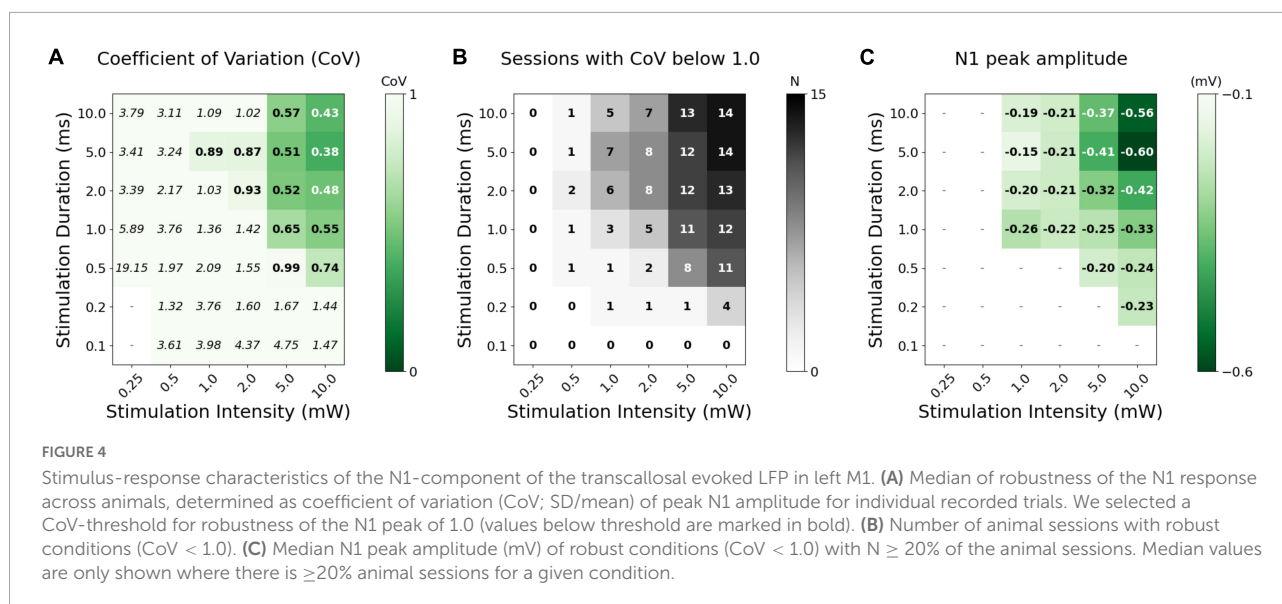 A Coefficient of Variation (CoV)
CoV
Stimulation Duration (ms)
10.0 3.79 3.11 1.09 1.02 0.57 0.43
5.0 3.41 3.24 0.89 0.87 0.51 0.38
2.0 3.39 2.17 1.03 0.93 0.52 0.48
1.0 5.89 3.76 1.36 1.42 0.65 0.55
0.5 19.15 1.97 2.09 1.55 0.99 0.74
0.2 - 1.32 3.76 1.60 1.67 1.44
0.1 3.61 3.98 4.37 4.75 1.47
0.25 0.5 1.0 2.0 5.0 10.0
Stimulation Intensity (mW)
1
0
B Sessions with CoV below 1.0
N
Stimulation Duration (ms)
10.0 0 1 5 7 13 14
5.0 0 1 7 8 12 14
2.0 0 2 6 8 12 13
1.0 0 1 3 5 11 12
0.5 0 1 1 2 8 11
0.2 0 0 1 1 1 4
0.1 0 0 0 0 0 0
0.25 0.5 1.0 2.0 5.0 10.0
Stimulation Intensity (mW)
15
0
C N1 peak amplitude
(mV)
Stimulation Duration (ms)
10.0 - - -0.19 -0.21 -0.37 -0.56
5.0 - - -0.15 -0.21 -0.41 -0.60
2.0 - - -0.20 -0.21 -0.32 -0.42
1.0 - - -0.26 -0.22 -0.25 -0.33
0.5 - - - - -0.20 -0.24
0.2 - - - - - -0.23
0.1 - - - - - -
0.25 0.5 1.0 2.0 5.0 10.0
Stimulation Intensity (mW)
−0.1
−0.6
FIGURE 4
Stimulus-response characteristics of the N1-component of the transcallosal evoked LFP in left M1. (A) Median of robustness of the N1 response
across animals, determined as coefficient of variation (CoV; SD/mean) of peak N1 amplitude for individual recorded trials. We selected a
CoV-threshold for robustness of the N1 peak of 1.0 (values below threshold are marked in bold). (B) Number of animal sessions with robust
conditions (CoV < 1.0). (C) Median N1 peak amplitude (mV) of robust conditions (CoV < 1.0) with N ≥ 20% of the animal sessions. Median values
are only shown where there is ≥20% animal sessions for a given condition.